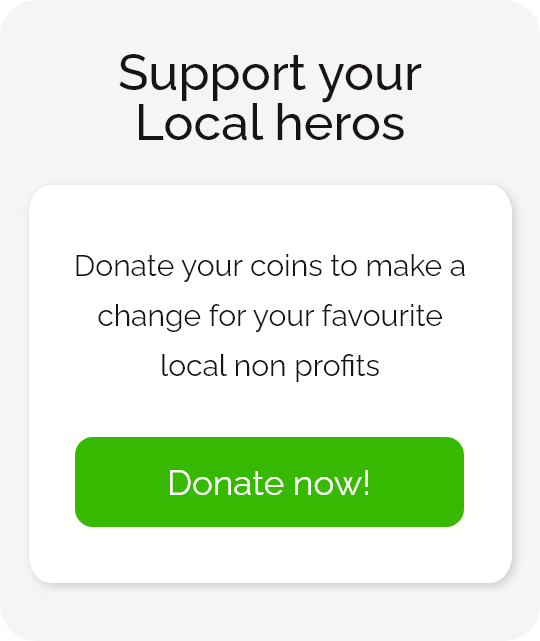 Support your
Local heros
Donate your coins to make a
change for your favourite
local non profits
Donate now!